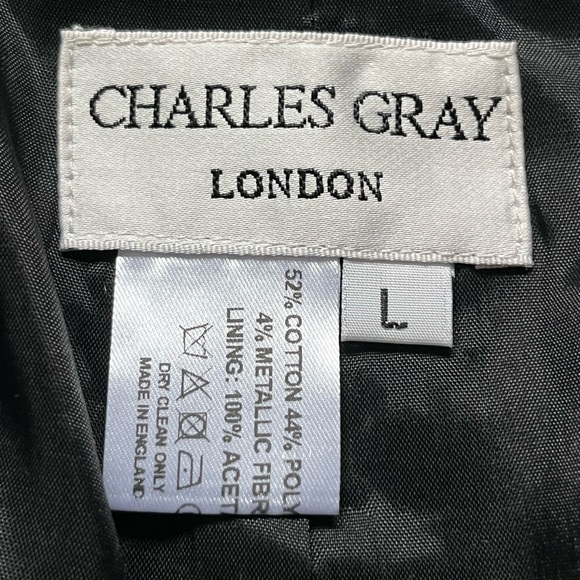 CHARLES GRAY
LONDON
L
52% COTTON 44% POLY
4% METALLIC FIBR
LINING: 100% ACET
DRY CLEAN ONLY
MADE IN ENGLAND